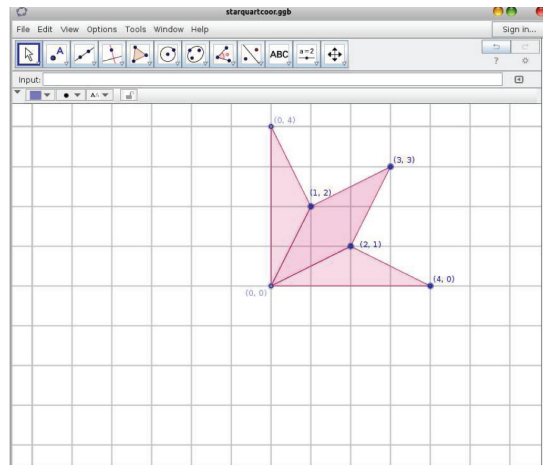 starquartcoor.ggb
File Edit View Options Tools Window Help Sign in...
A ABC a=2
?
Input:
AA
(0, 4)
(3, 3)
(1, 2)
(2, 1)
(4, 0)
(0, 0)